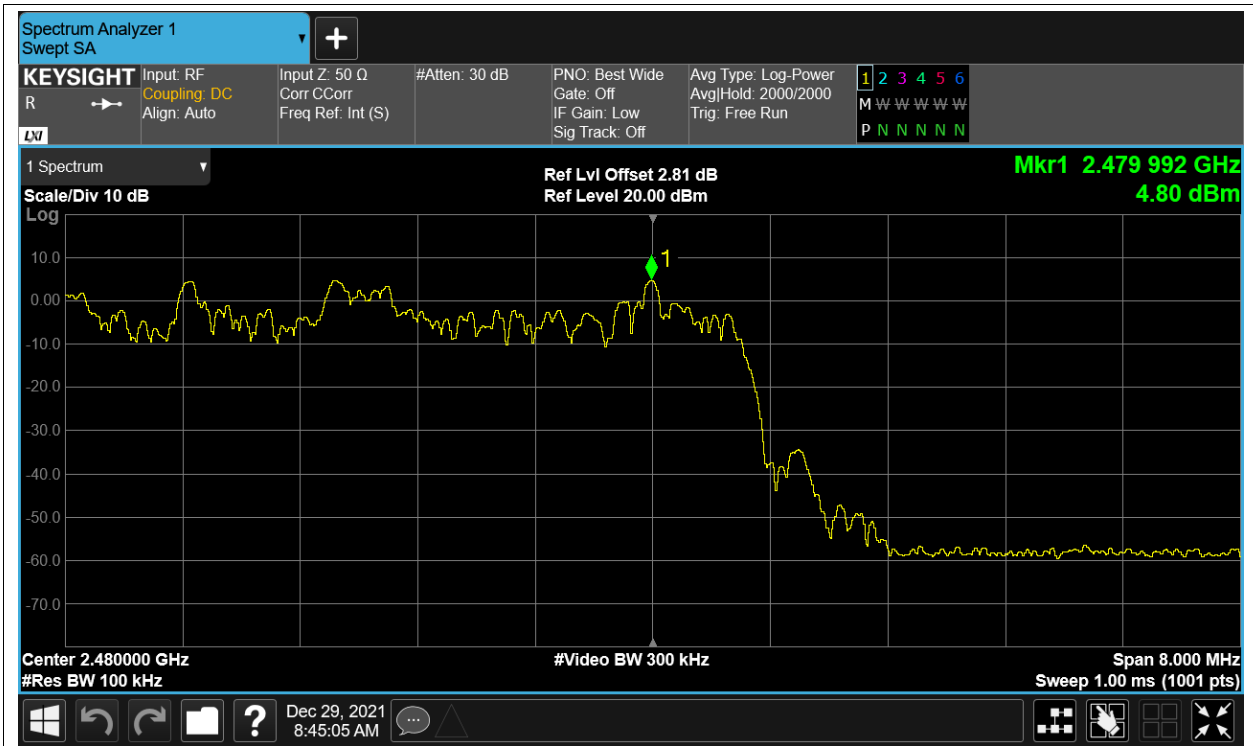 Spectrum Analyzer 1
Swept SA
KEYSIGHT
R
LXI
Input: RF
Coupling: DC
Align: Auto
Input Z: 50 Ω
Corr CCorr
Freq Ref: Int (S)
#Atten: 30 dB
PNO: Best Wide
Gate: Off
IF Gain: Low
Sig Track: Off
Avg Type: Log-Power
Avg|Hold: 2000/2000
Trig: Free Run
1 2 3 4 5 6
M W W W W W
P N N N N N
1 Spectrum
Scale/Div 10 dB
Log
Ref Lvl Offset 2.81 dB
Ref Level 20.00 dBm
Mkr1 2.479 992 GHz
4.80 dBm
1
10.0
0.00
-10.0
-20.0
-30.0
-40.0
-50.0
-60.0
-70.0
Center 2.480000 GHz
#Video BW 300 kHz
Span 8.000 MHz
#Res BW 100 kHz
Sweep 1.00 ms (1001 pts)
?
Dec 29, 2021
8:45:05 AM